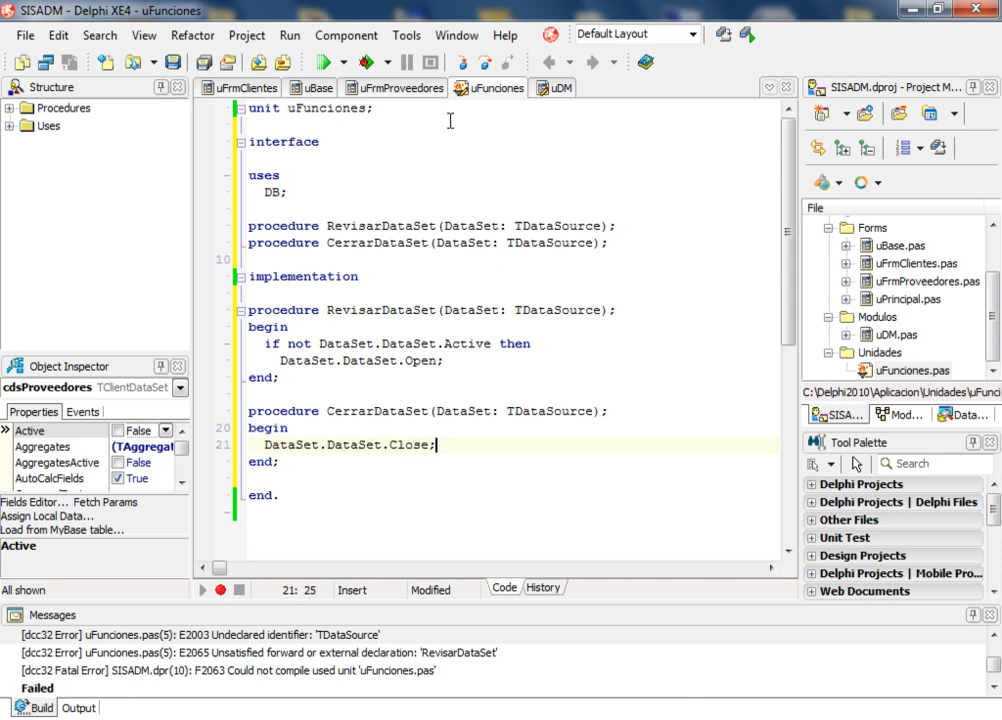 SISADM - Delphi XE4 - uFunciones
File Edit Search View Refactor Project Run Component Tools Window Help Default Layout
Structure
Procedures
Uses
uFrmClientes uBase uFrmProveedores uFunciones uDM
unit uFunciones;
interface
uses
DB;
procedure RevisarDataSet(DataSet: TDataSource);
procedure CerrarDataSet(DataSet: TDataSource);
10
implementation
procedure RevisarDataSet(DataSet: TDataSource);
begin
if not DataSet.DataSet.Active then
DataSet.DataSet.Open;
end;
procedure CerrarDataSet(DataSet: TDataSource);
20 begin
21 DataSet.DataSet.Close;
end;
end.
21: 25 Insert Modified Code History
SISADM.dproj - Project M...
File
Forms
uBase.pas
uFrmClientes.pas
uFrmProveedores.pas
uPrincipal.pas
Modulos
uDM.pas
Unidades
uFunciones.pas
C:\Delphi2010\Aplicacion\Unidades\uFunci
SISA... Mod... Data...
Tool Palette
Search
Delphi Projects
Delphi Projects | Delphi Files
Other Files
Unit Test
Design Projects
Delphi Projects | Mobile Pro...
Web Documents
Object Inspector
cdsProveedores TClientDataSet
Properties Events
Active False
Aggregates (TAggregat
AggregatesActive False
AutoCalcFields True
Fields Editor... Fetch Params
Assign Local Data...
Load from MyBase table...
Active
All shown
Messages
[dcc32 Error] uFunciones.pas(5): E2003 Undeclared identifier: 'TDataSource'
[dcc32 Error] uFunciones.pas(5): E2065 Unsatisfied forward or external declaration: 'RevisarDataSet'
[dcc32 Fatal Error] SISADM.dpr(10): F2063 Could not compile used unit 'uFunciones.pas'
Failed
Build Output